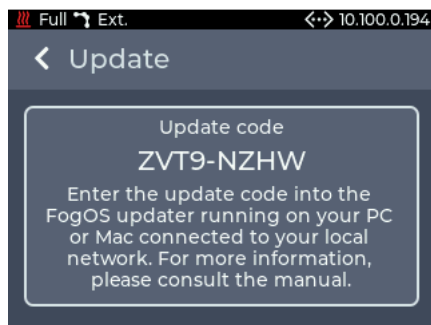 Full Ext. 10.100.0.194
Update
Update code
ZVT9-NZHW
Enter the update code into the
FogOS updater running on your PC
or Mac connected to your local
network. For more information,
please consult the manual.